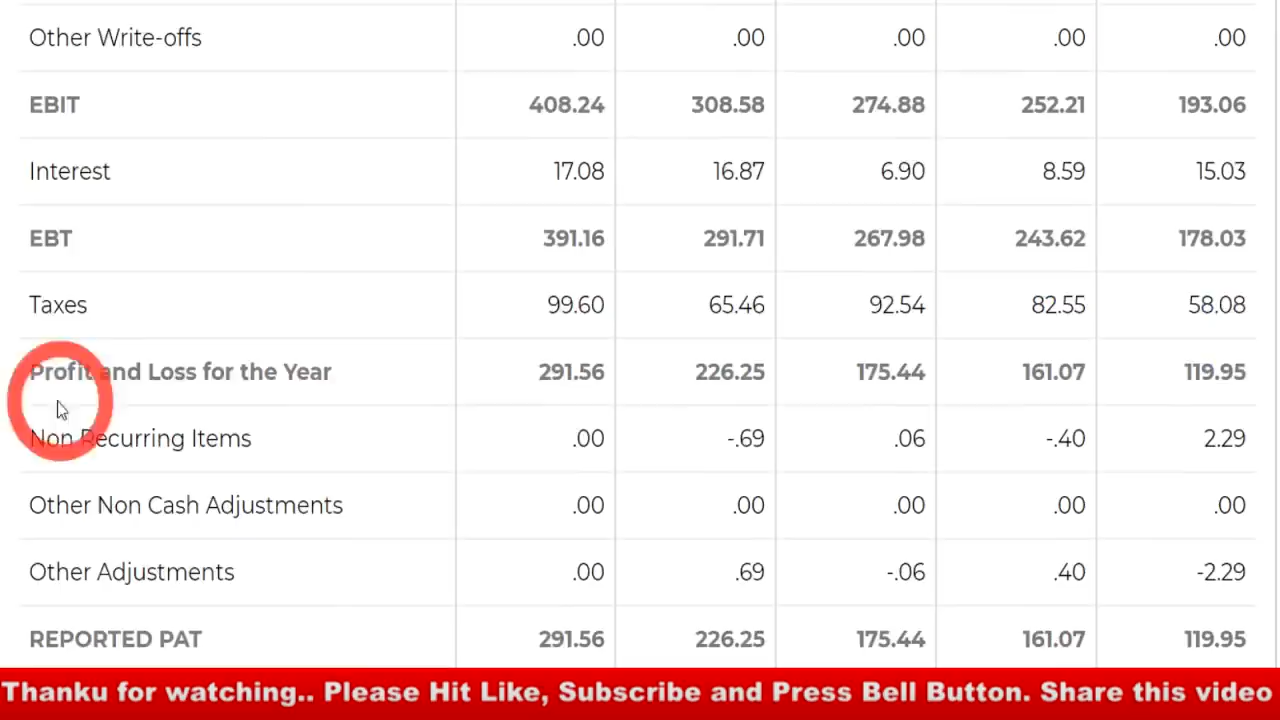 Other Write-offs .00 .00 .00 .00 .00
EBIT 408.24 308.58 274.88 252.21 193.06
Interest 17.08 16.87 6.90 8.59 15.03
EBT 391.16 291.71 267.98 243.62 178.03
Taxes 99.60 65.46 92.54 82.55 58.08
Profit and Loss for the Year 291.56 226.25 175.44 161.07 119.95
Non Recurring Items .00 -.69 .06 -.40 2.29
Other Non Cash Adjustments .00 .00 .00 .00 .00
Other Adjustments .00 .69 -.06 .40 -2.29
REPORTED PAT 291.56 226.25 175.44 161.07 119.95
Thanku for watching.. Please Hit Like, Subscribe and Press Bell Button. Share this video